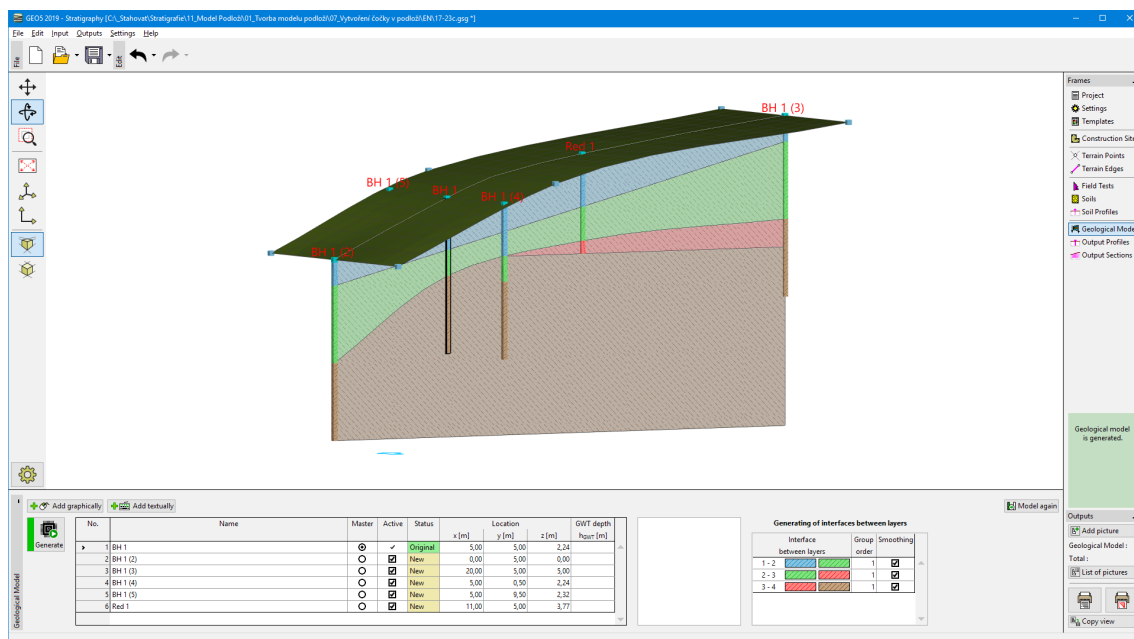 GEO5 2019 - Stratigraphy [C:\_Stahovat\Stratigrafie\11_Model Podloží\01_Tvorba modelu podloží\07_Vytvoření čočky v podloží\EN\17-23c.gsg *]
File Edit Input Outputs Settings Help
File
Edit
Frames
Project
Settings
Templates
Construction Site
Terrain Points
Terrain Edges
Field Tests
Soils
Soil Profiles
Geological Mode
Output Profiles
Output Sections
BH 1 (3)
Red 1
BH 1 (5)
BH 1
BH 1 (4)
BH 1 (2)
Geological model
is generated.
Add graphically Add textually
Model again
Generate
Geological Model
No. Name Master Active Status Location GWT depth
x [m] y [m] z [m] hGWT [m]
> 1 BH 1 Original 5,00 5,00 2,24
2 BH 1 (2) New 0,00 5,00 0,00
3 BH 1 (3) New 20,00 5,00 5,00
4 BH 1 (4) New 5,00 0,50 2,24
5 BH 1 (5) New 5,00 9,50 2,32
6 Red 1 New 11,00 5,00 3,77
Generating of interfaces between layers
Interface Group Smoothing
between layers order
1 - 2 1
2 - 3 1
3 - 4 1
Outputs
Add picture
Geological Model :
Total :
List of pictures
Copy view